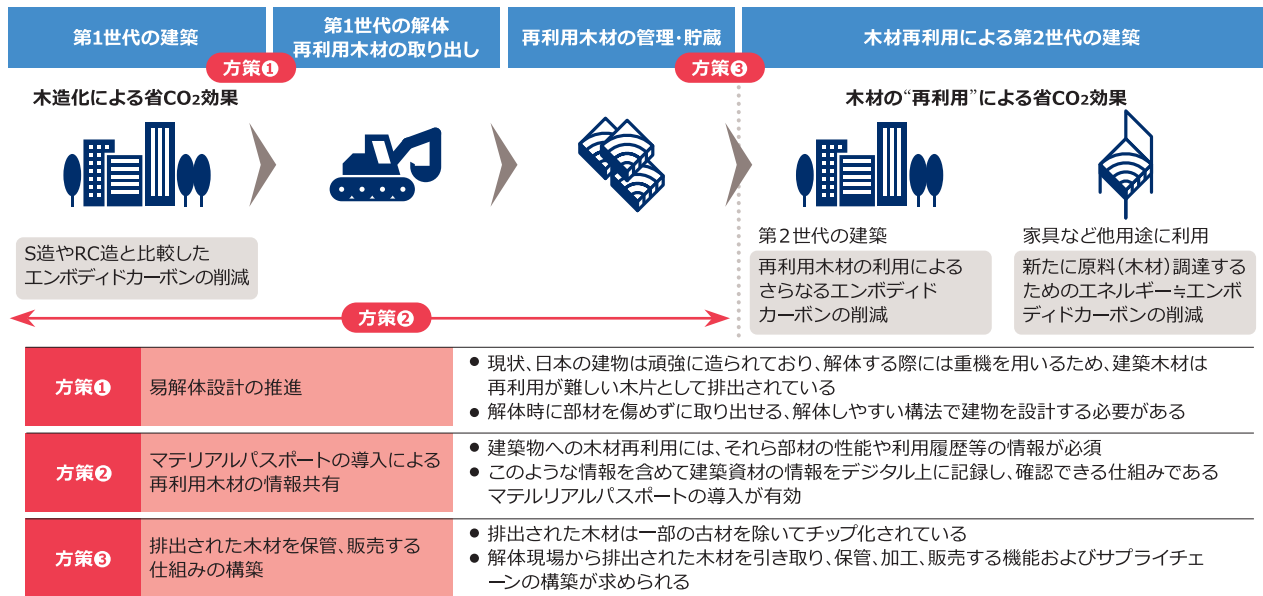 第1世代の建築
第1世代の解体
再利用木材の取り出し
再利用木材の管理・貯蔵
木材再利用による第2世代の建築
方策❶
方策❸
木造化による省CO₂効果
木材の“再利用”による省CO₂効果
S造やRC造と比較した
エンボディドカーボンの削減
第2世代の建築
再利用木材の利用による
さらなるエンボディド
カーボンの削減
家具など他用途に利用
新たに原料(木材)調達する
ためのエネルギー≒エンボ
ディドカーボンの削減
方策❷
方策❶
易解体設計の推進
● 現状、日本の建物は頑強に造られており、解体する際には重機を用いるため、建築木材は
再利用が難しい木片として排出されている
● 解体時に部材を傷めずに取り出せる、解体しやすい構法で建物を設計する必要がある
方策❷
マテリアルパスポートの導入による
再利用木材の情報共有
● 建築物への木材再利用には、それら部材の性能や利用履歴等の情報が必須
● このような情報を含めて建築資材の情報をデジタル上に記録し、確認できる仕組みである
マテルリアルパスポートの導入が有効
方策❸
排出された木材を保管、販売する
仕組みの構築
● 排出された木材は一部の古材を除いてチップ化されている
● 解体現場から排出された木材を引き取り、保管、加工、販売する機能およびサプライチェ
ーンの構築が求められる